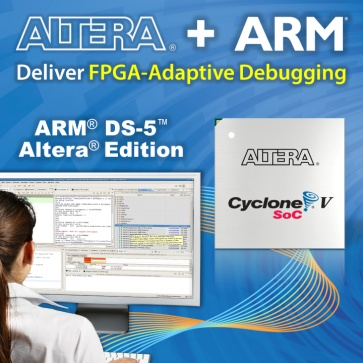 ALTERA® + ARM®
Deliver FPGA-Adaptive Debugging
ARM® DS-5™
Altera® Edition
ALTERA®
Cyclone® V
SoC